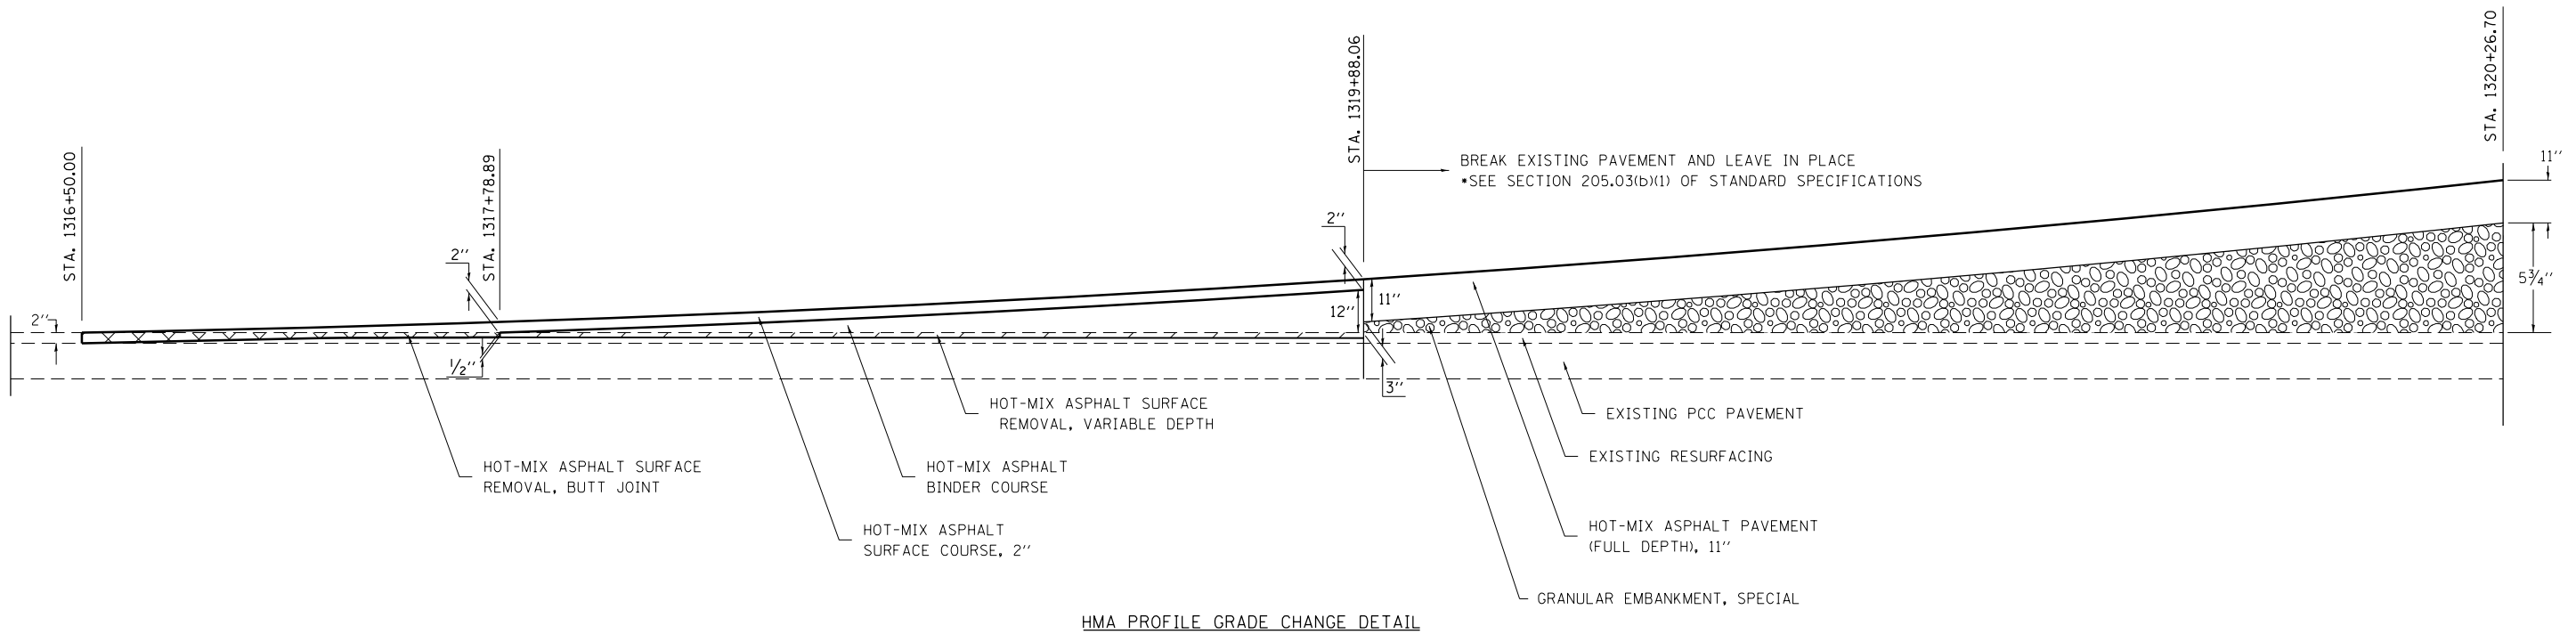 STA. 1316+50.00
STA. 1317+78.89
STA. 1319+88.06
STA. 1320+26.70
BREAK EXISTING PAVEMENT AND LEAVE IN PLACE
*SEE SECTION 205.03(b)(1) OF STANDARD SPECIFICATIONS
11''
2''
2''
2''
11''
12''
5 3/4''
1/2''
3''
HOT-MIX ASPHALT SURFACE
REMOVAL, VARIABLE DEPTH
EXISTING PCC PAVEMENT
HOT-MIX ASPHALT SURFACE
REMOVAL, BUTT JOINT
HOT-MIX ASPHALT
BINDER COURSE
EXISTING RESURFACING
HOT-MIX ASPHALT
SURFACE COURSE, 2''
HOT-MIX ASPHALT PAVEMENT
(FULL DEPTH), 11''
GRANULAR EMBANKMENT, SPECIAL
HMA PROFILE GRADE CHANGE DETAIL